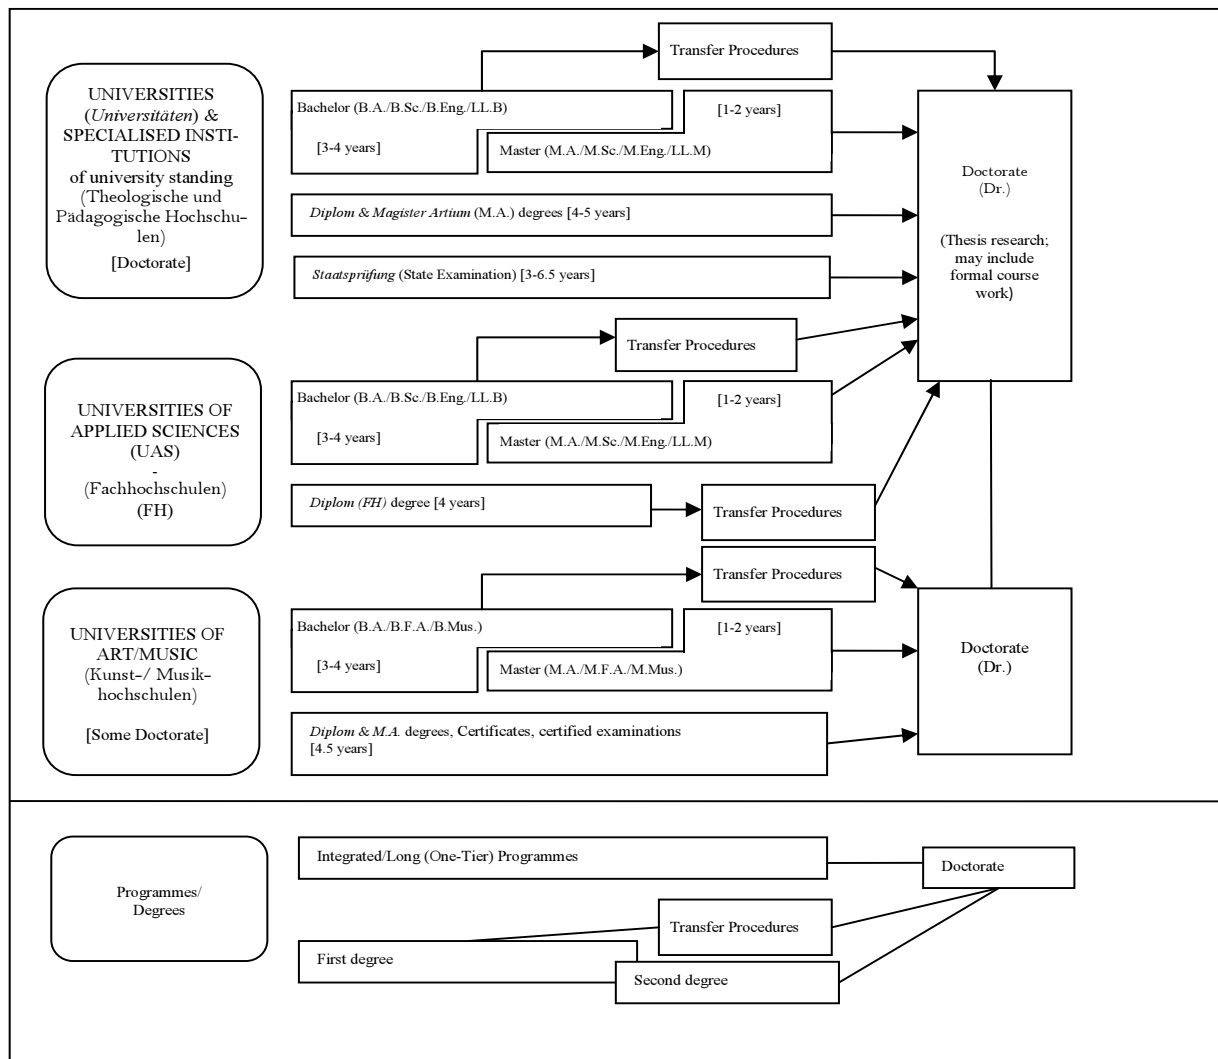 Transfer Procedures
UNIVERSITIES
(Universitäten) &
SPECIALISED INSTI-
TUTIONS
of university standing
(Theologische und
Pädagogische Hochschu-
len)
[Doctorate]
Bachelor (B.A./B.Sc./B.Eng./LL.B)
[3-4 years]
[1-2 years]
Master (M.A./M.Sc./M.Eng./LL.M)
Diplom & Magister Artium (M.A.) degrees [4-5 years]
Staatsprüfung (State Examination) [3-6.5 years]
Doctorate
(Dr.)
(Thesis research;
may include
formal course
work)
UNIVERSITIES OF
APPLIED SCIENCES
(UAS)
-
(Fachhochschulen)
(FH)
Transfer Procedures
Bachelor (B.A./B.Sc./B.Eng./LL.B)
[3-4 years]
[1-2 years]
Master (M.A./M.Sc./M.Eng./LL.M)
Diplom (FH) degree [4 years]
Transfer Procedures
Transfer Procedures
UNIVERSITIES OF
ART/MUSIC
(Kunst-/ Musik-
hochschulen)
[Some Doctorate]
Bachelor (B.A./B.F.A./B.Mus.)
[3-4 years]
[1-2 years]
Master (M.A./M.F.A./M.Mus.)
Diplom & M.A. degrees, Certificates, certified examinations
[4.5 years]
Doctorate
(Dr.)
Programmes/
Degrees
Integrated/Long (One-Tier) Programmes
Doctorate
Transfer Procedures
First degree
Second degree